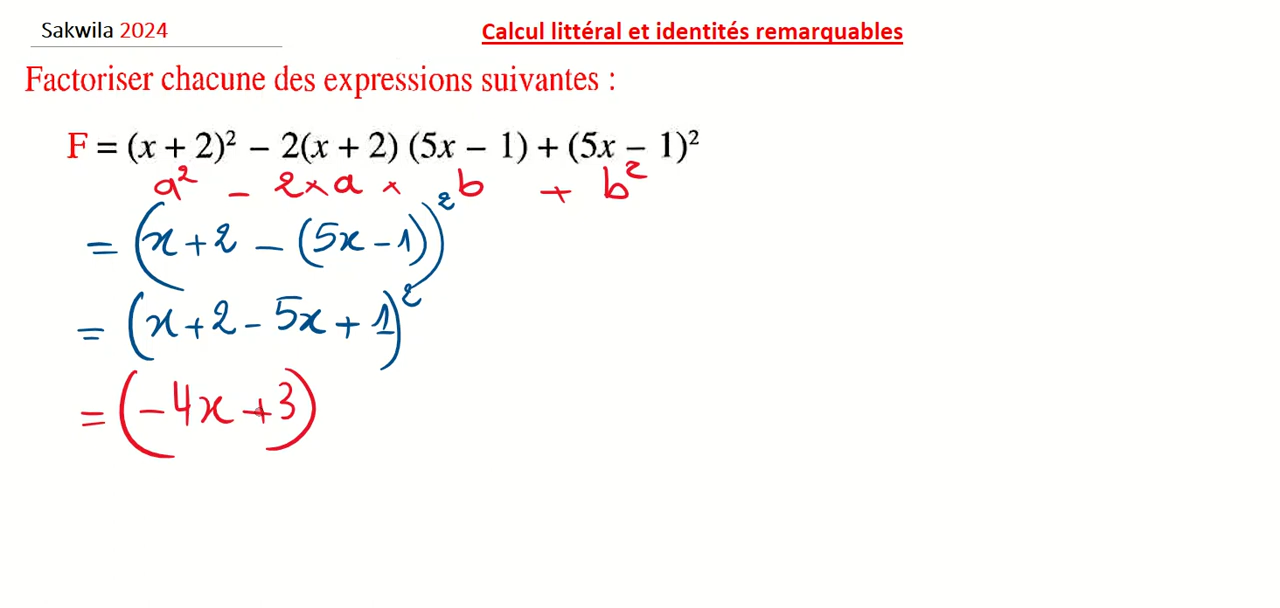 Sakwila 2024
Calcul littéral et identités remarquables
Factoriser chacune des expressions suivantes :
F = (x + 2)² − 2(x + 2) (5x − 1) + (5x − 1)²
a² − 2×a × b + b²
= (x+2 − (5x−1))²
= (x+2 − 5x + 1)²
= (−4x+3)